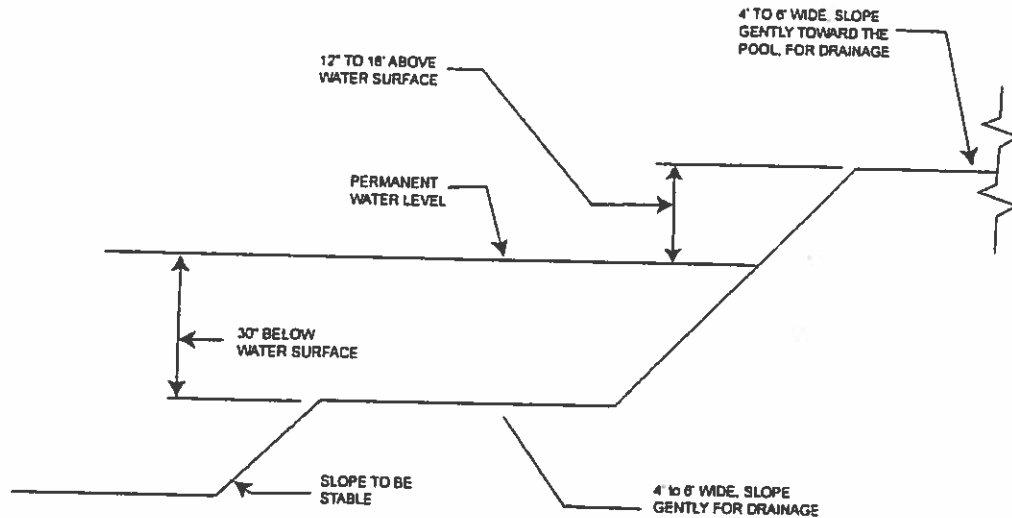 4' TO 6' WIDE, SLOPE
GENTLY TOWARD THE
POOL, FOR DRAINAGE
12" TO 18" ABOVE
WATER SURFACE
PERMANENT
WATER LEVEL
30" BELOW
WATER SURFACE
SLOPE TO BE
STABLE
4' to 6' WIDE, SLOPE
GENTLY FOR DRAINAGE